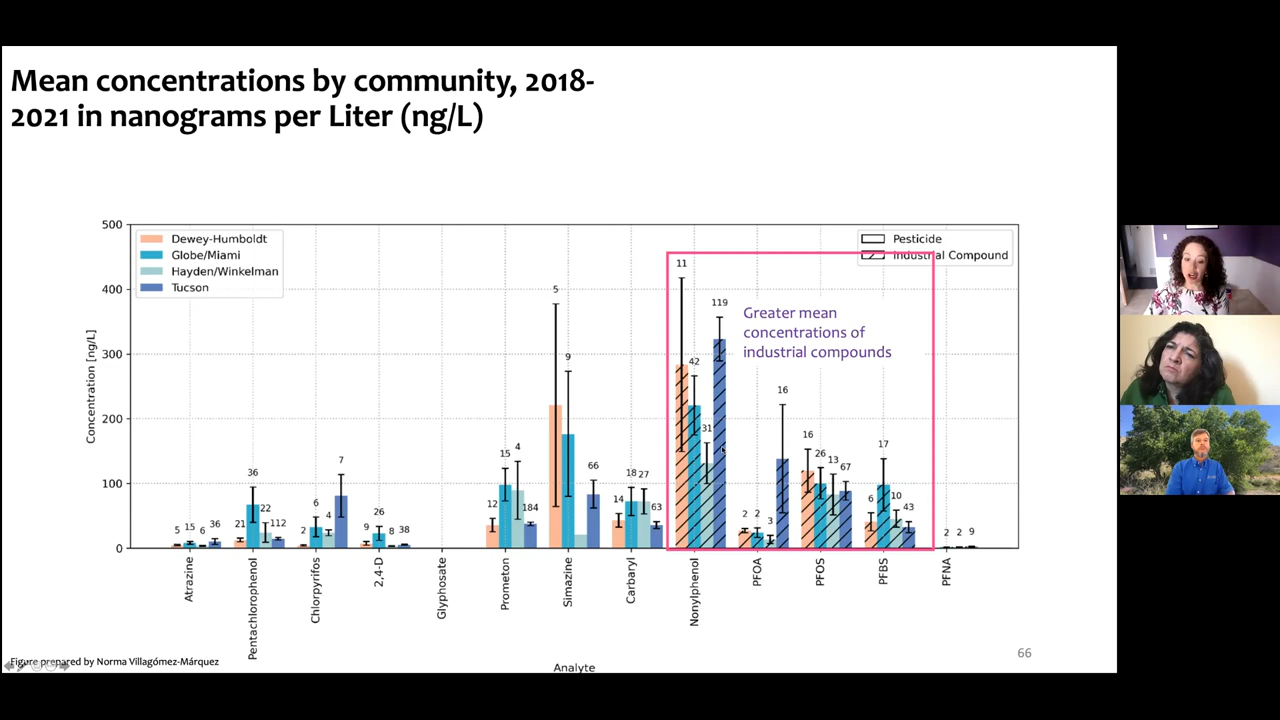 Mean concentrations by community, 2018-
2021 in nanograms per Liter (ng/L)
500
400
300
200
100
0
Concentration [ng/L]
Dewey-Humboldt
Globe/Miami
Hayden/Winkelman
Tucson
Pesticide
Industrial Compound
Greater mean
concentrations of
industrial compounds
5 15 6 36
21 36 22 112
2 6 4 7
9 26 8 38
12 15 4 184
5 9 66
14 18 27 63
11 42 31 119
2 2 3 16
16 26 13 67
6 17 10 43
2 2 9
Atrazine
Pentachlorophenol
Chlorpyrifos
2,4-D
Glyphosate
Prometon
Simazine
Carbaryl
Nonylphenol
PFOA
PFOS
PFBS
PFNA
Analyte
Figure prepared by Norma Villagómez-Márquez
66